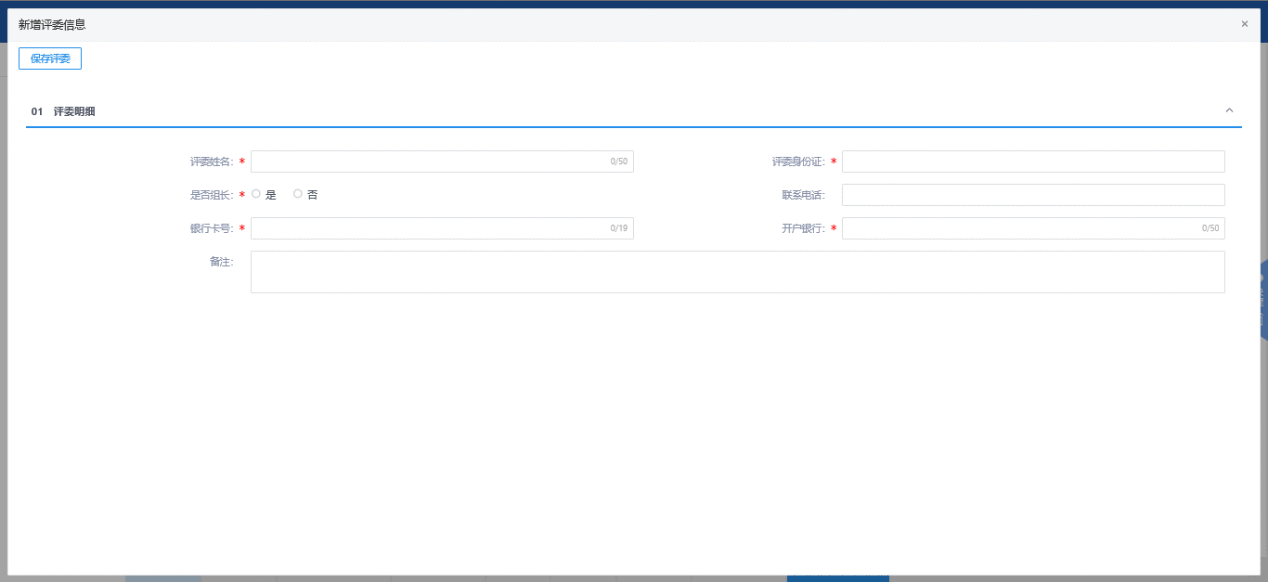 新增评委信息
×
保存评委
01 评委明细
评委姓名: * 0/50 评委身份证: *
是否组长: * 是 否 联系电话:
银行卡号: * 0/19 开户银行: * 0/50
备注: